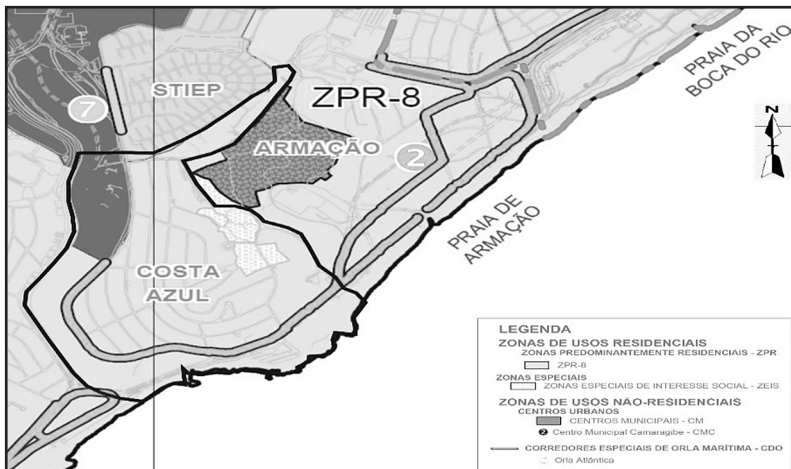 PRAIA DA
BOCA DO RIO
STIEP
ZPR-8
7
ARMAÇÃO
2
N
PRAIA DE
ARMAÇÃO
COSTA
AZUL
LEGENDA
ZONAS DE USOS RESIDENCIAIS
ZONAS PREDOMINANTEMENTE RESIDENCIAIS - ZPR
ZPR-8
ZONAS ESPECIAIS
ZONAS ESPECIAIS DE INTERESSE SOCIAL - ZEIS
ZONAS DE USOS NÃO-RESIDENCIAIS
CENTROS URBANOS
CENTROS MUNICIPAIS - CM
2 Centro Municipal Camaragibe - CMC
CORREDORES ESPECIAIS DE ORLA MARÍTIMA - CDO
Orla Atlântica